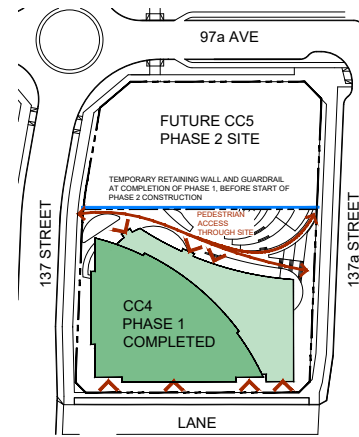 97a AVE
FUTURE CC5
PHASE 2 SITE
TEMPORARY RETAINING WALL AND GUARDRAIL
AT COMPLETION OF PHASE 1, BEFORE START OF
PHASE 2 CONSTRUCTION
PEDESTRIAN
ACCESS
THROUGH SITE
137 STREET
137a STREET
CC4
PHASE 1
COMPLETED
LANE